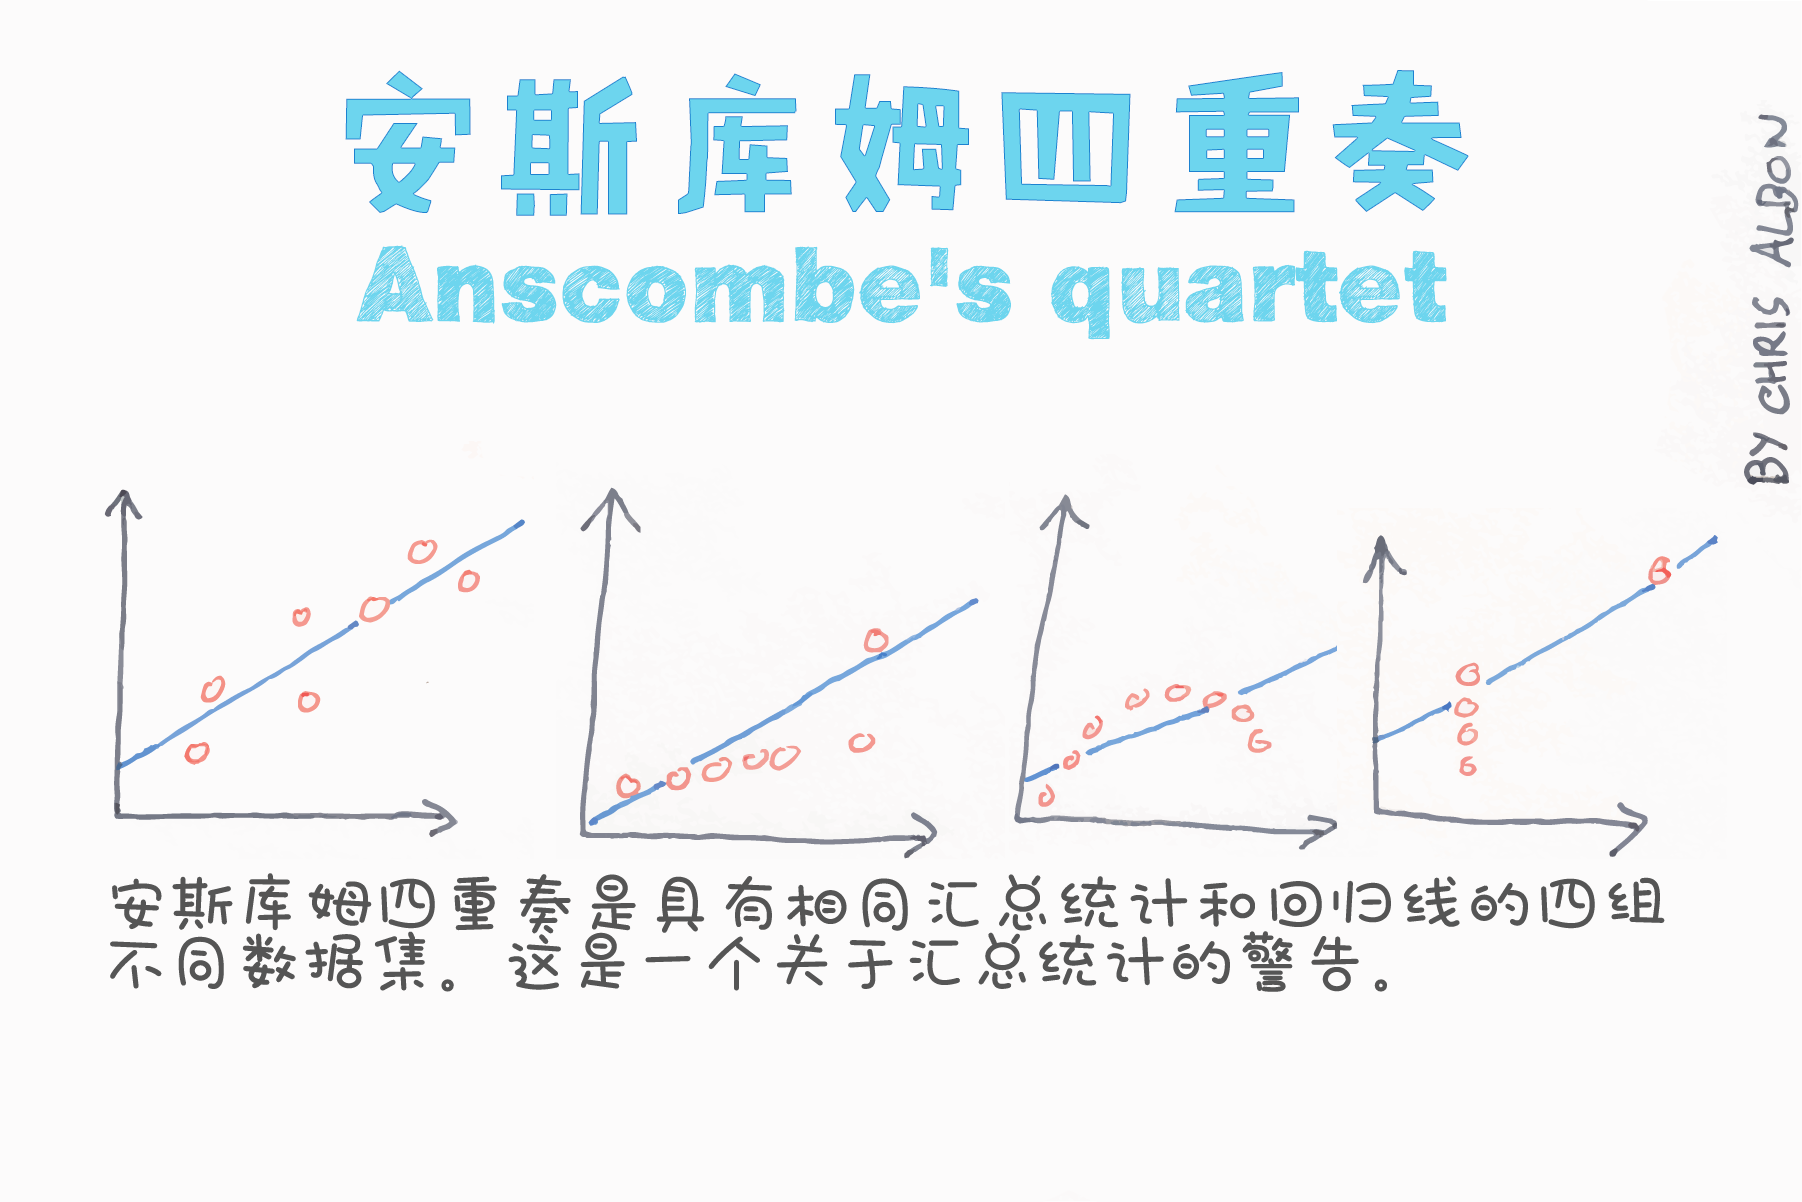 安斯库姆四重奏
Anscombe's quartet
BY CHRIS ALBON
安斯库姆四重奏是具有相同汇总统计和回归线的四组
不同数据集。这是一个关于汇总统计的警告。